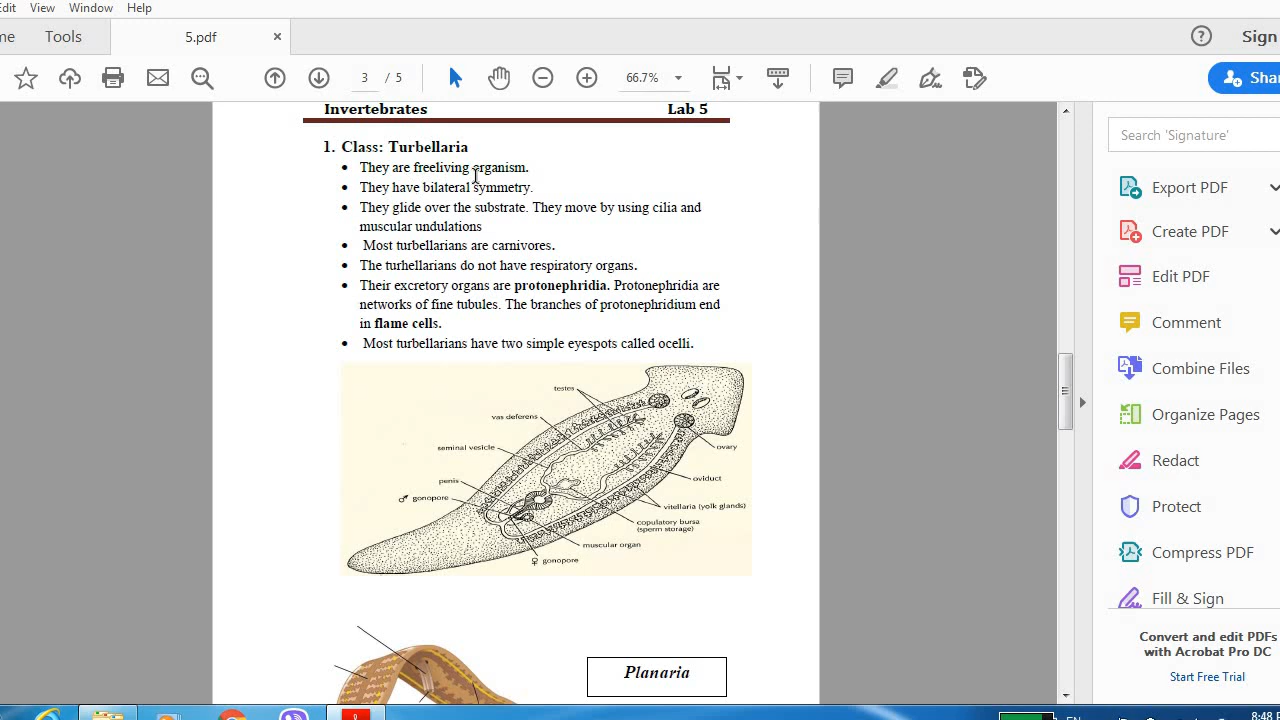 Edit View Window Help
me Tools 5.pdf × Sign
3 / 5 66.7% Shar
Invertebrates Lab 5
1. Class: Turbellaria
• They are freeliving organism.
• They have bilateral symmetry.
• They glide over the substrate. They move by using cilia and
muscular undulations
• Most turbellarians are carnivores.
• The turhellarians do not have respiratory organs.
• Their excretory organs are protonephridia. Protonephridia are
networks of fine tubules. The branches of protonephridium end
in flame cells.
• Most turbellarians have two simple eyespots called ocelli.
testes
vas deferens
seminal vesicle
penis
♂ gonopore
ovary
oviduct
vitellaria (yolk glands)
copulatory bursa
(sperm storage)
muscular organ
♀ gonopore
Planaria
Search 'Signature'
Export PDF
Create PDF
Edit PDF
Comment
Combine Files
Organize Pages
Redact
Protect
Compress PDF
Fill & Sign
Convert and edit PDFs
with Acrobat Pro DC
Start Free Trial
EN 8:48